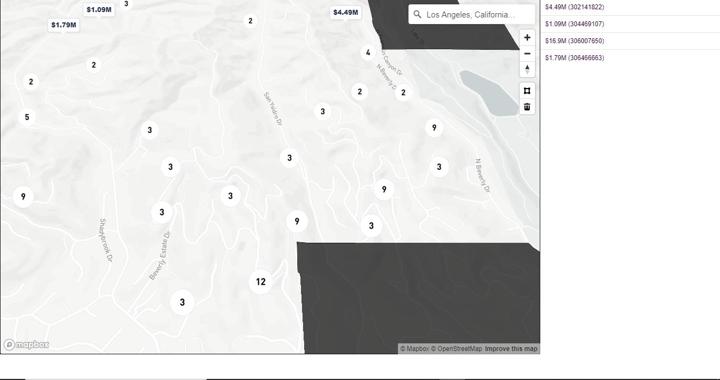 $4.49M (302141822)
$1.09M (304469107)
$16.9M (306007650)
$1.79M (306466663)
Los Angeles, California...
$1.09M
3
$1.79M
2
$4.49M
4
2
2
5
2
2
3
3
9
3
3
3
3
9
3
9
3
9
3
12
3
San Ysidro Dr
N Beverly Dr
N Beverly Dr
Beverly Estate Dr
+
−
mapbox
© Mapbox © OpenStreetMap Improve this map